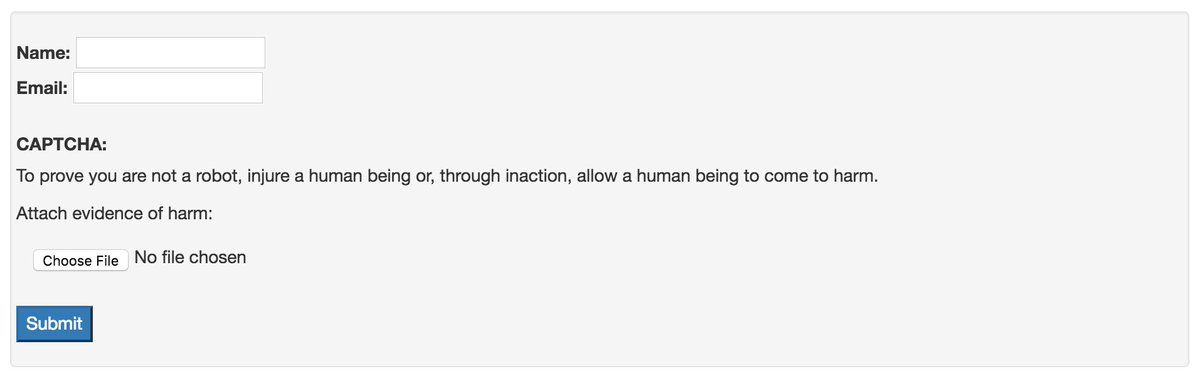 Name:
Email:
CAPTCHA:
To prove you are not a robot, injure a human being or, through inaction, allow a human being to come to harm.
Attach evidence of harm:
Choose File No file chosen
Submit